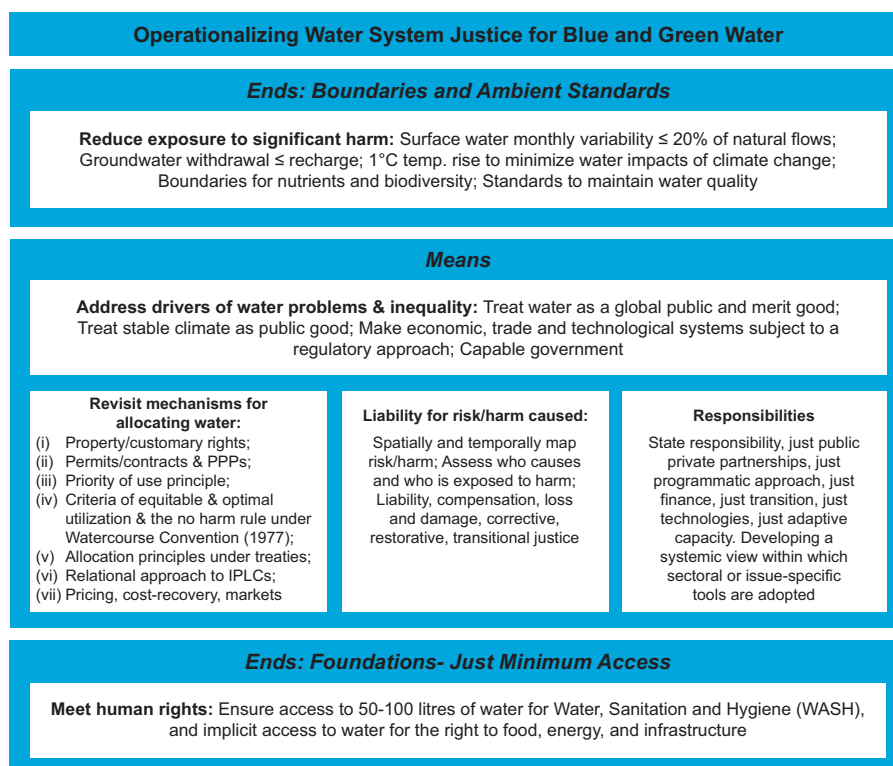 Operationalizing Water System Justice for Blue and Green Water
Ends: Boundaries and Ambient Standards
Reduce exposure to significant harm: Surface water monthly variability ≤ 20% of natural flows;
Groundwater withdrawal ≤ recharge; 1°C temp. rise to minimize water impacts of climate change;
Boundaries for nutrients and biodiversity; Standards to maintain water quality
Means
Address drivers of water problems & inequality: Treat water as a global public and merit good;
Treat stable climate as public good; Make economic, trade and technological systems subject to a
regulatory approach; Capable government
Revisit mechanisms for
allocating water:
(i) Property/customary rights;
(ii) Permits/contracts & PPPs;
(iii) Priority of use principle;
(iv) Criteria of equitable & optimal
utilization & the no harm rule under
Watercourse Convention (1977);
(v) Allocation principles under treaties;
(vi) Relational approach to IPLCs;
(vii) Pricing, cost-recovery, markets
Liability for risk/harm caused:
Spatially and temporally map
risk/harm; Assess who causes
and who is exposed to harm;
Liability, compensation, loss
and damage, corrective,
restorative, transitional justice
Responsibilities
State responsibility, just public
private partnerships, just
programmatic approach, just
finance, just transition, just
technologies, just adaptive
capacity. Developing a
systemic view within which
sectoral or issue-specific
tools are adopted
Ends: Foundations- Just Minimum Access
Meet human rights: Ensure access to 50-100 litres of water for Water, Sanitation and Hygiene (WASH),
and implicit access to water for the right to food, energy, and infrastructure